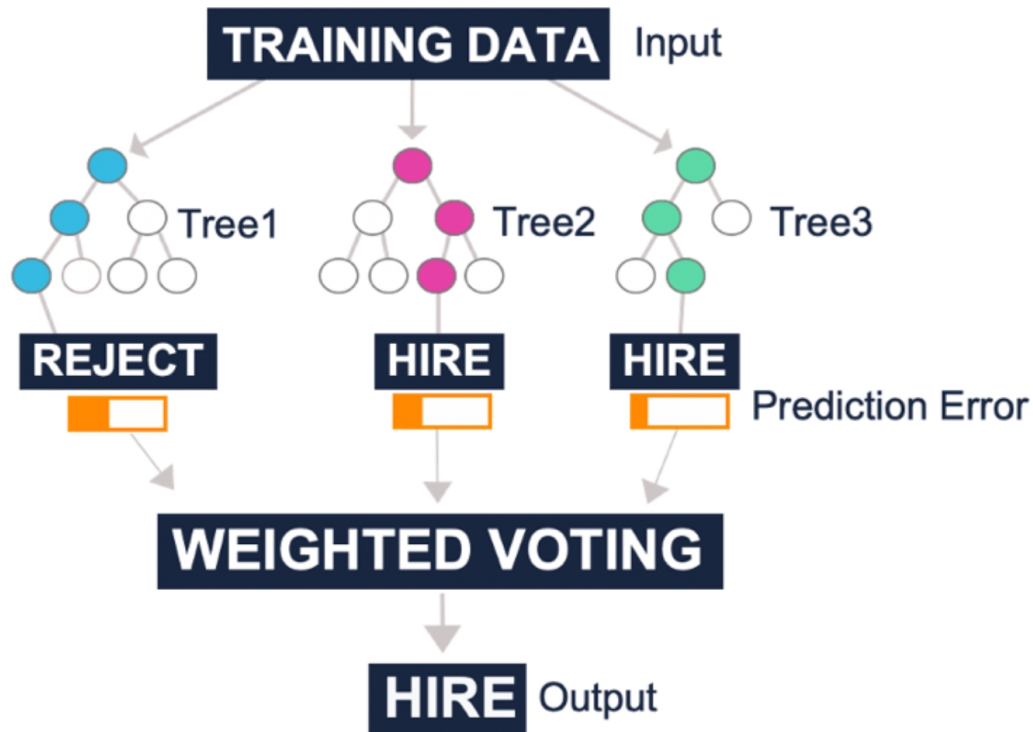 TRAINING DATA Input
Tree1 Tree2 Tree3
REJECT HIRE HIRE
Prediction Error
WEIGHTED VOTING
HIRE Output